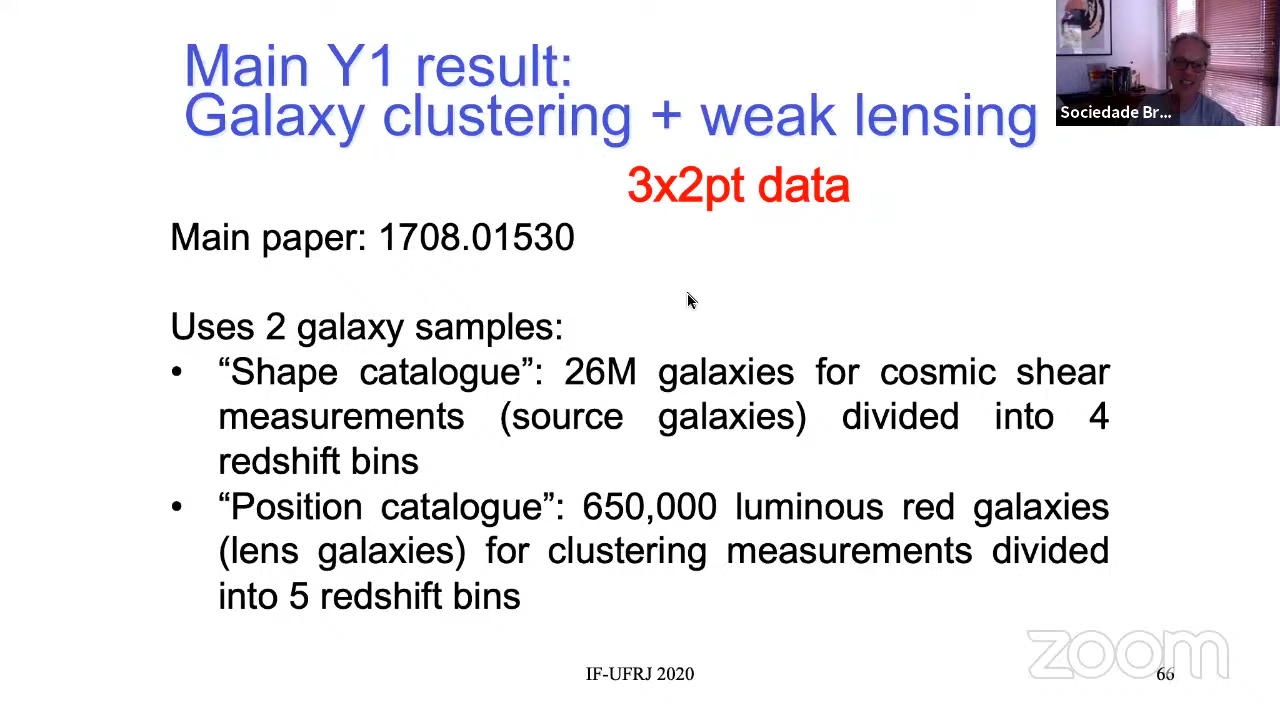 Main Y1 result:
Galaxy clustering + weak lensing
Sociedade Br...
3x2pt data
Main paper: 1708.01530
Uses 2 galaxy samples:
• “Shape catalogue”: 26M galaxies for cosmic shear
measurements (source galaxies) divided into 4
redshift bins
• “Position catalogue”: 650,000 luminous red galaxies
(lens galaxies) for clustering measurements divided
into 5 redshift bins
zoom
IF-UFRJ 2020
66